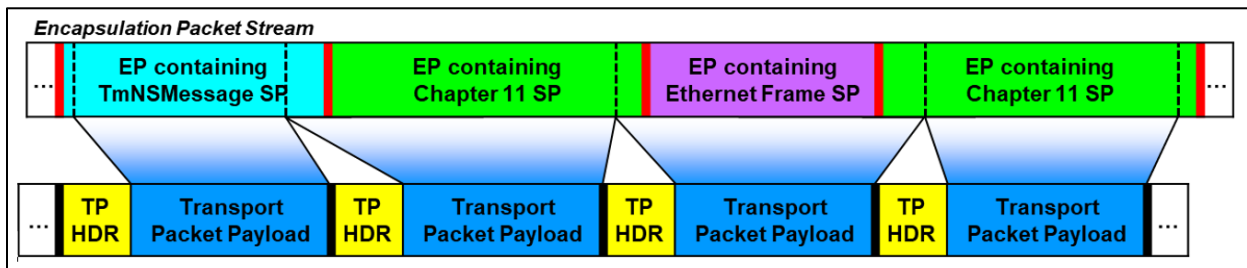 Encapsulation Packet Stream
... EP containing EP containing EP containing EP containing ...
TmNSMessage SP Chapter 11 SP Ethernet Frame SP Chapter 11 SP
... TP Transport TP Transport TP Transport TP Transport ...
HDR Packet Payload HDR Packet Payload HDR Packet Payload HDR Packet Payload